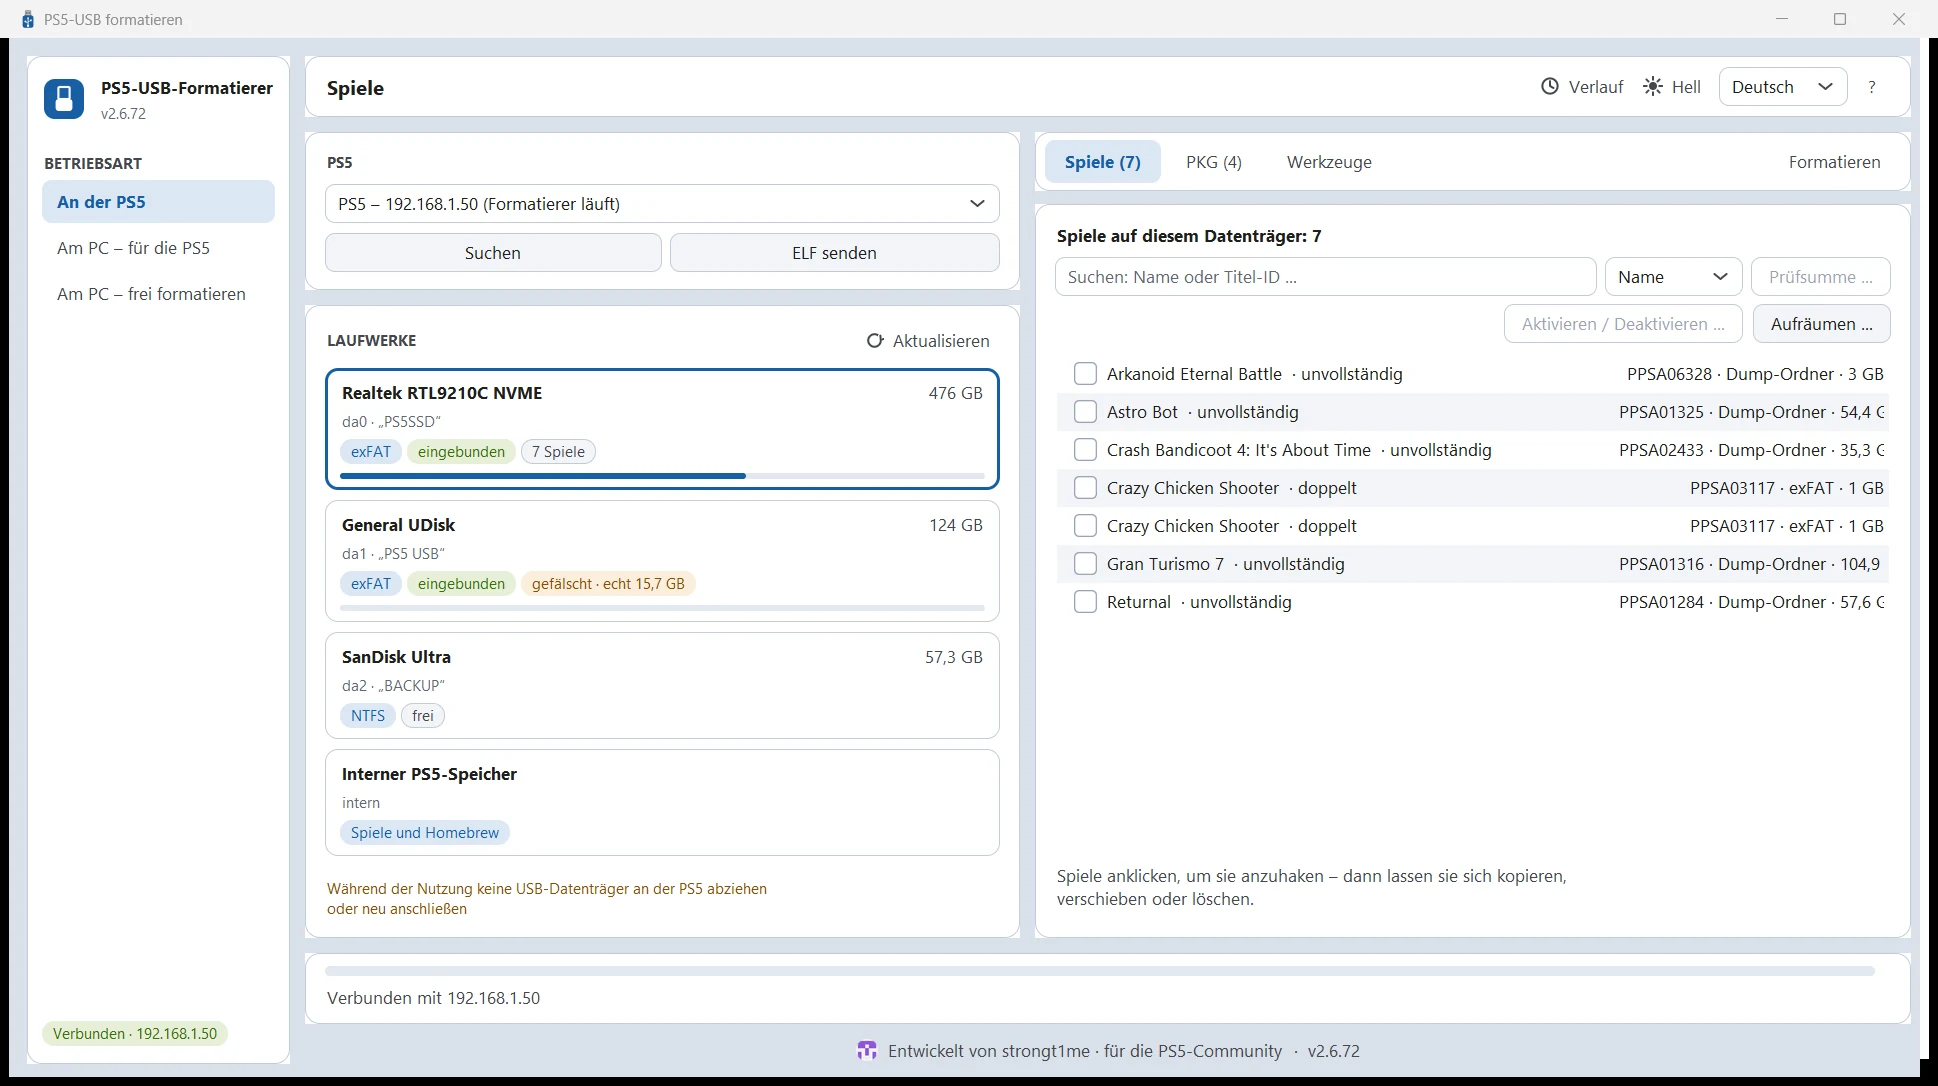 PS5-USB formatieren
PS5-USB-Formatierer
v2.6.72
BETRIEBSART
An der PS5
Am PC – für die PS5
Am PC – frei formatieren
Verbunden · 192.168.1.50
Spiele
Verlauf
Hell
Deutsch
?
PS5
PS5 – 192.168.1.50 (Formatierer läuft)
Suchen
ELF senden
LAUFWERKE
Aktualisieren
Realtek RTL9210C NVME
476 GB
da0 · „PS5SSD“
exFAT
eingebunden
7 Spiele
General UDisk
124 GB
da1 · „PS5 USB“
exFAT
eingebunden
gefälscht · echt 15,7 GB
SanDisk Ultra
57,3 GB
da2 · „BACKUP“
NTFS
frei
Interner PS5-Speicher
intern
Spiele und Homebrew
Während der Nutzung keine USB-Datenträger an der PS5 abziehen
oder neu anschließen
Spiele (7)
PKG (4)
Werkzeuge
Formatieren
Spiele auf diesem Datenträger: 7
Suchen: Name oder Titel-ID ...
Name
Prüfsumme ...
Aktivieren / Deaktivieren ...
Aufräumen ...
Arkanoid Eternal Battle · unvollständig
PPSA06328 · Dump-Ordner · 3 GB
Astro Bot · unvollständig
PPSA01325 · Dump-Ordner · 54,4
Crash Bandicoot 4: It's About Time · unvollständig
PPSA02433 · Dump-Ordner · 35,3
Crazy Chicken Shooter · doppelt
PPSA03117 · exFAT · 1 GB
Crazy Chicken Shooter · doppelt
PPSA03117 · exFAT · 1 GB
Gran Turismo 7 · unvollständig
PPSA01316 · Dump-Ordner · 104,9
Returnal · unvollständig
PPSA01284 · Dump-Ordner · 57,6
Spiele anklicken, um sie anzuhaken – dann lassen sie sich kopieren,
verschieben oder löschen.
Verbunden mit 192.168.1.50
Entwickelt von strongt1me · für die PS5-Community · v2.6.72